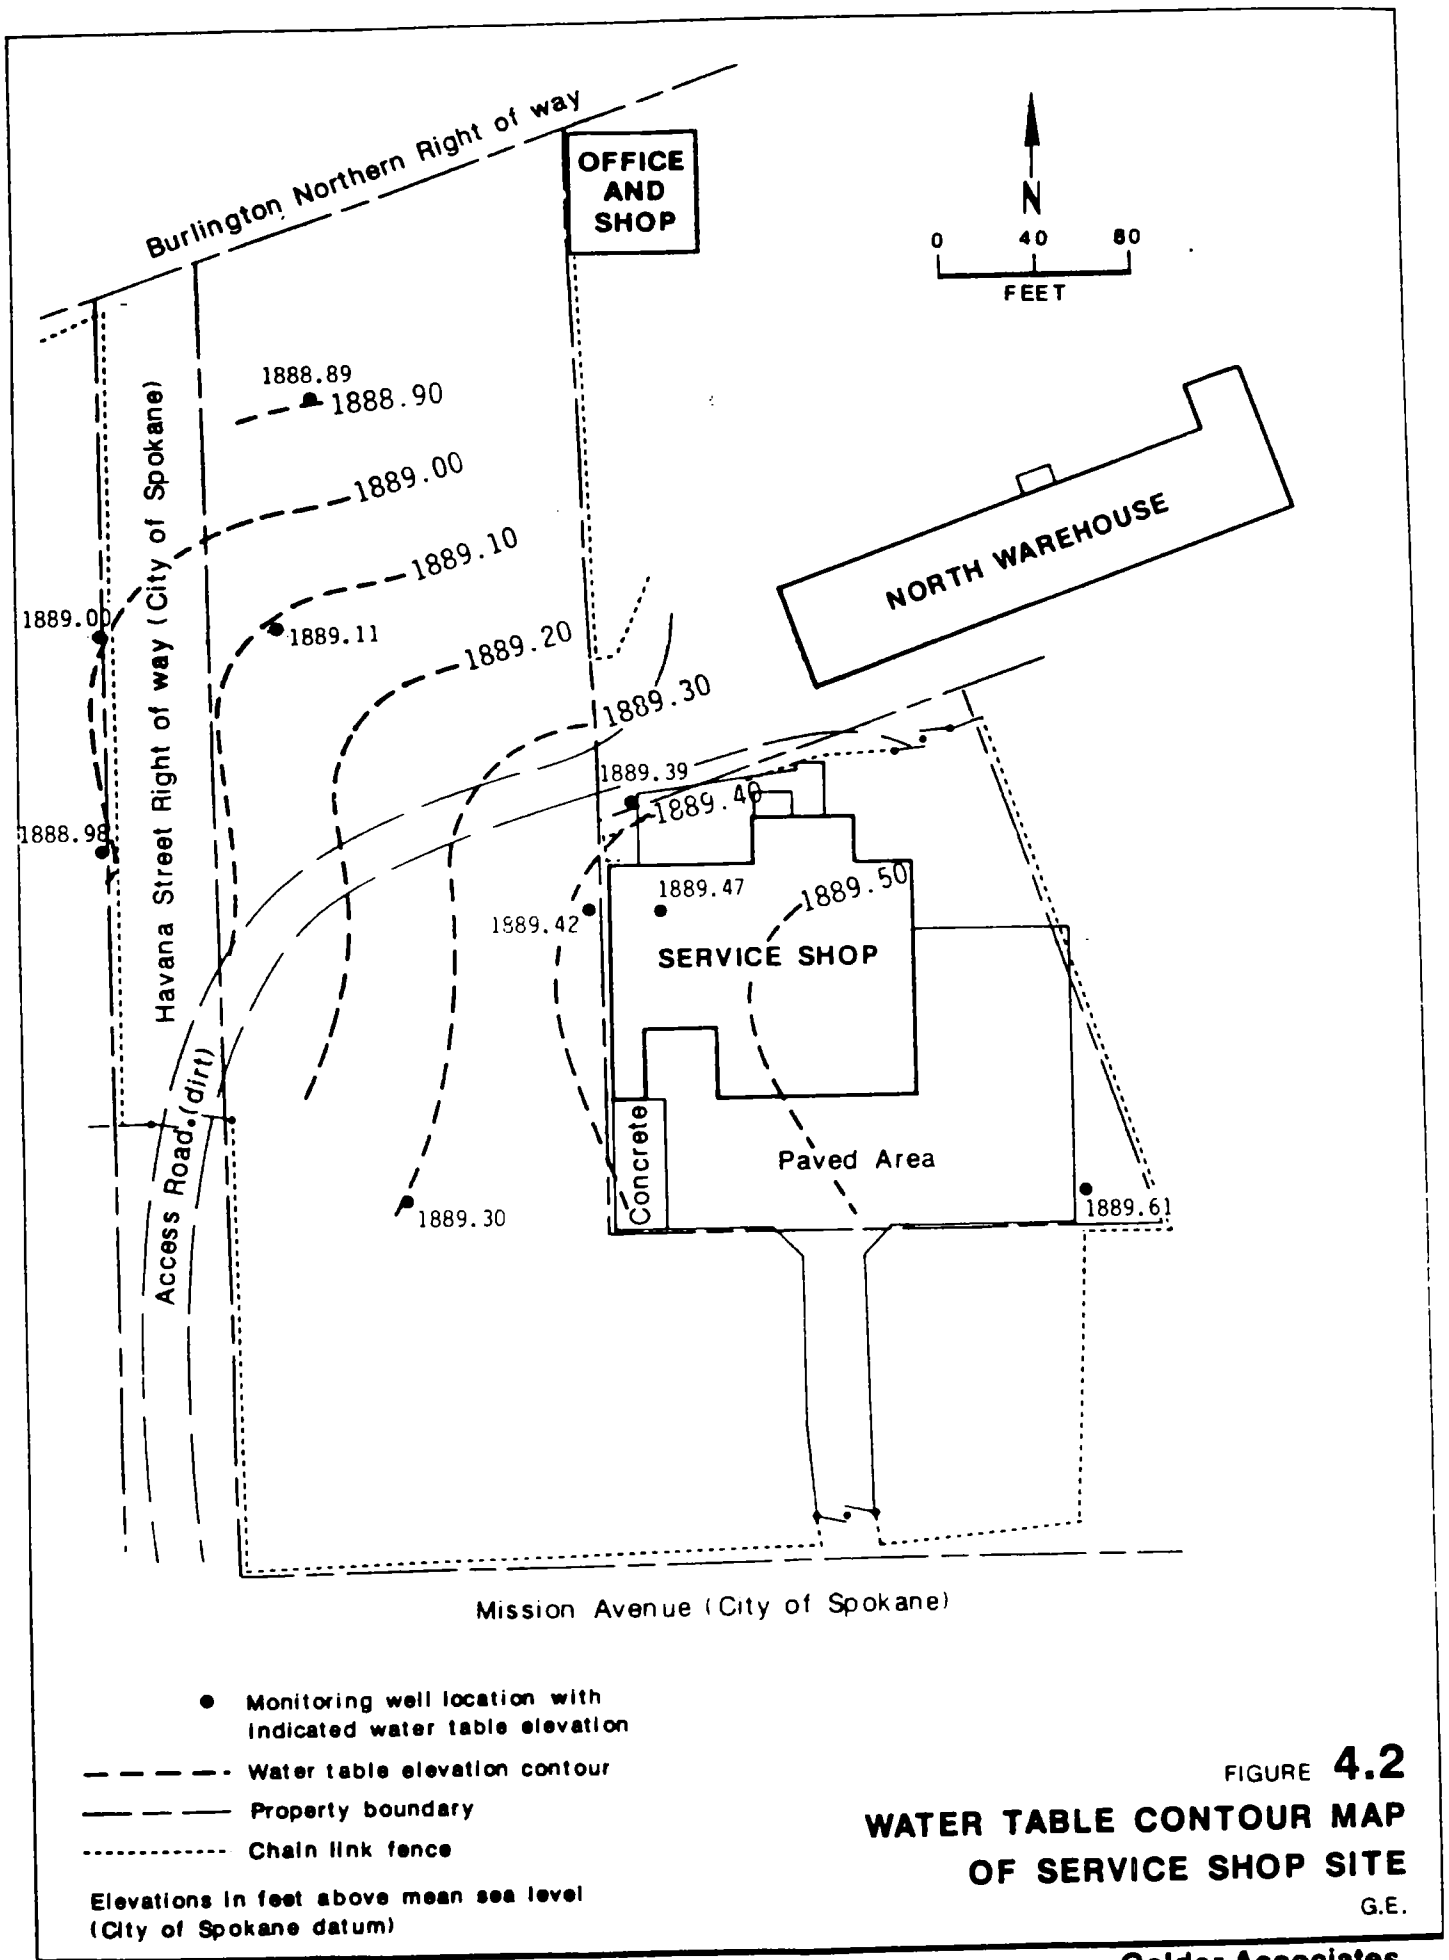 Burlington Northern Right of way
OFFICE
AND
SHOP
N
0 40 80
FEET
1888.89
1888.90
1889.00
1889.10
1889.00
1889.11
1889.20
1889.30
NORTH WAREHOUSE
Havana Street Right of way (City of Spokane)
1889.39
1889.40
1888.98
1889.47
1889.50
1889.42
SERVICE SHOP
Access Road (dirt)
Concrete
Paved Area
1889.30
1889.61
Mission Avenue (City of Spokane)
Monitoring well location with
indicated water table elevation
Water table elevation contour
Property boundary
Chain link fence
Elevations in feet above mean sea level
(City of Spokane datum)
FIGURE 4.2
WATER TABLE CONTOUR MAP
OF SERVICE SHOP SITE
G.E.
Golder Associates